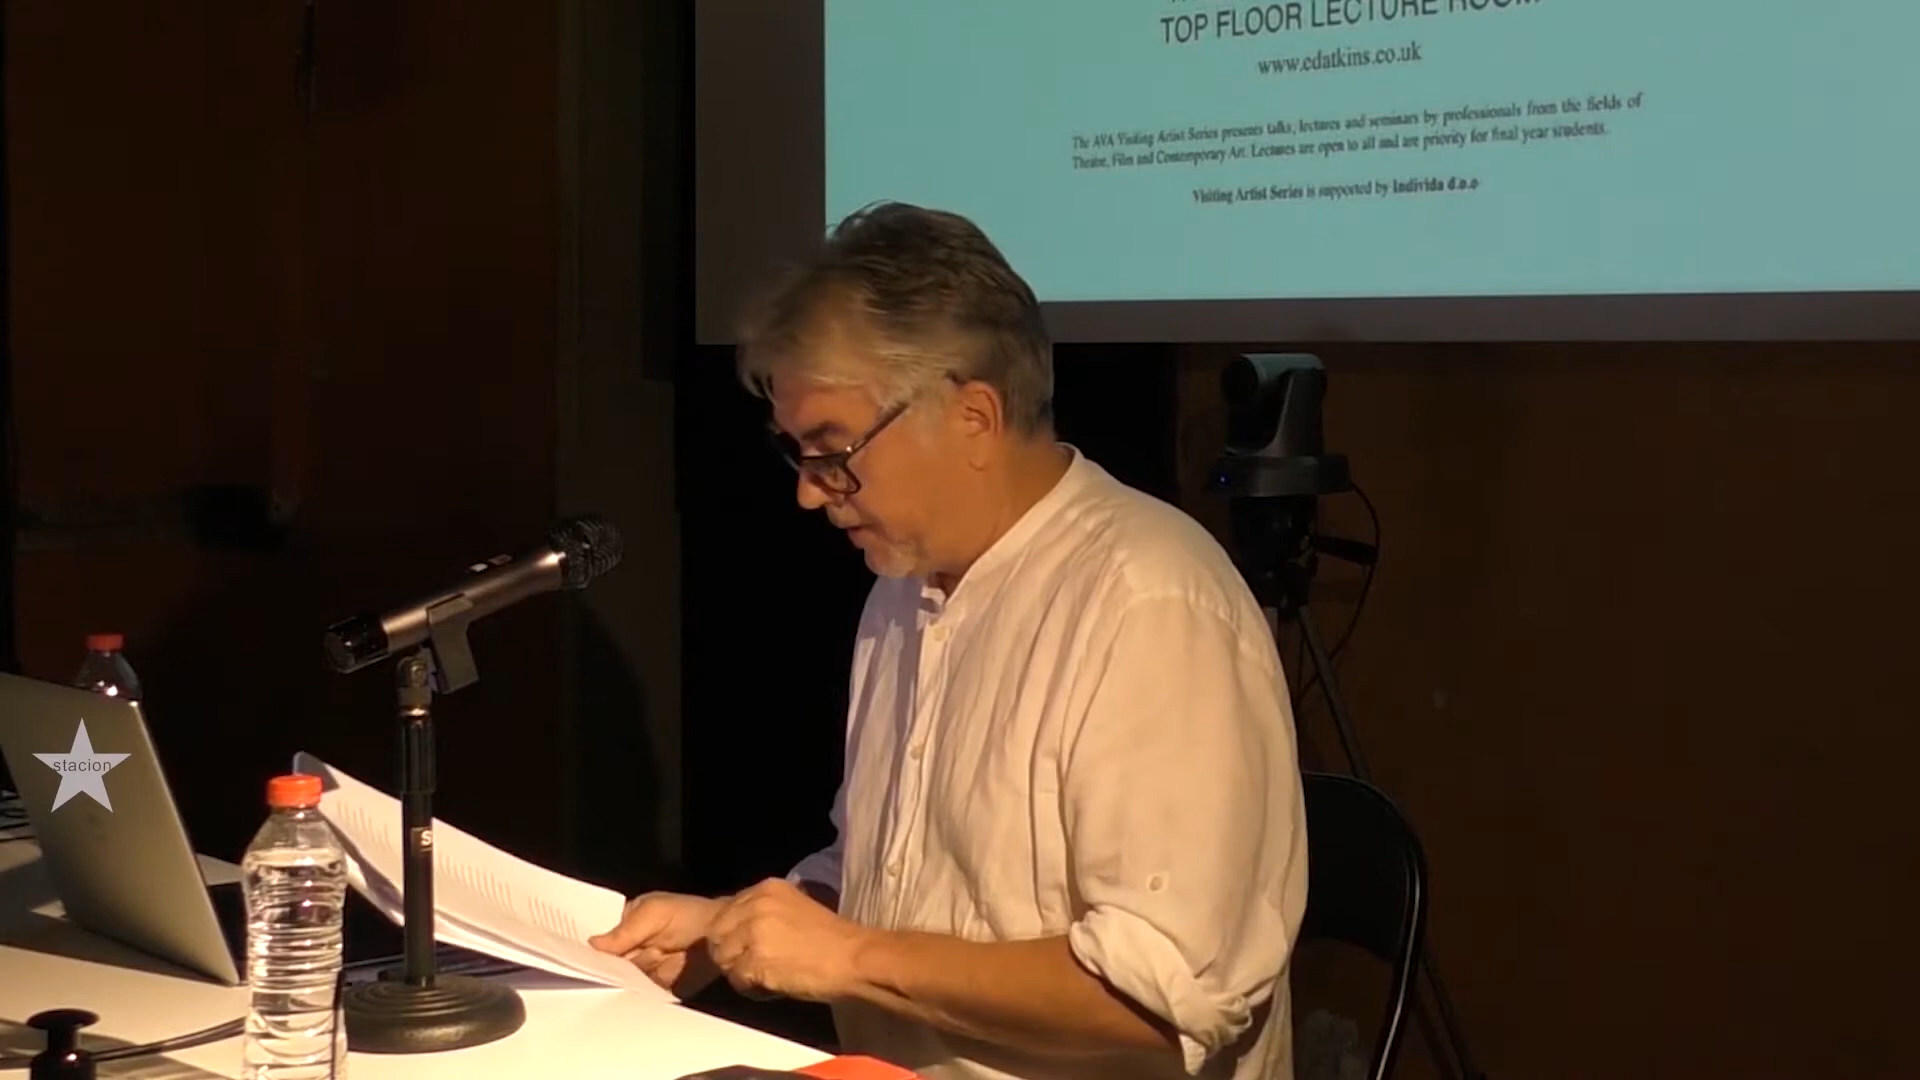 TOP FLOOR LECTURE ROOM
www.edatkins.co.uk
The AVA Visiting Artist Series presents talks, lectures and seminars by professionals from the fields of
Theatre, Film and Contemporary Art. Lectures are open to all and are priority for final year students.
Visiting Artist Series is supported by Individa d.o.o
stacion